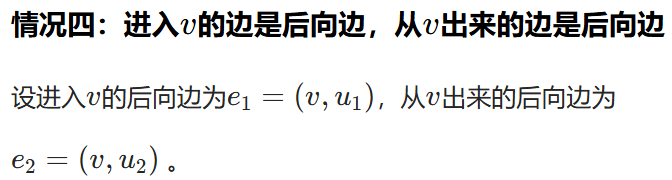 情况四：进入v的边是后向边，从v出来的边是后向边
设进入v的后向边为e₁ = (v, u₁)，从v出来的后向边为
e₂ = (v, u₂) 。